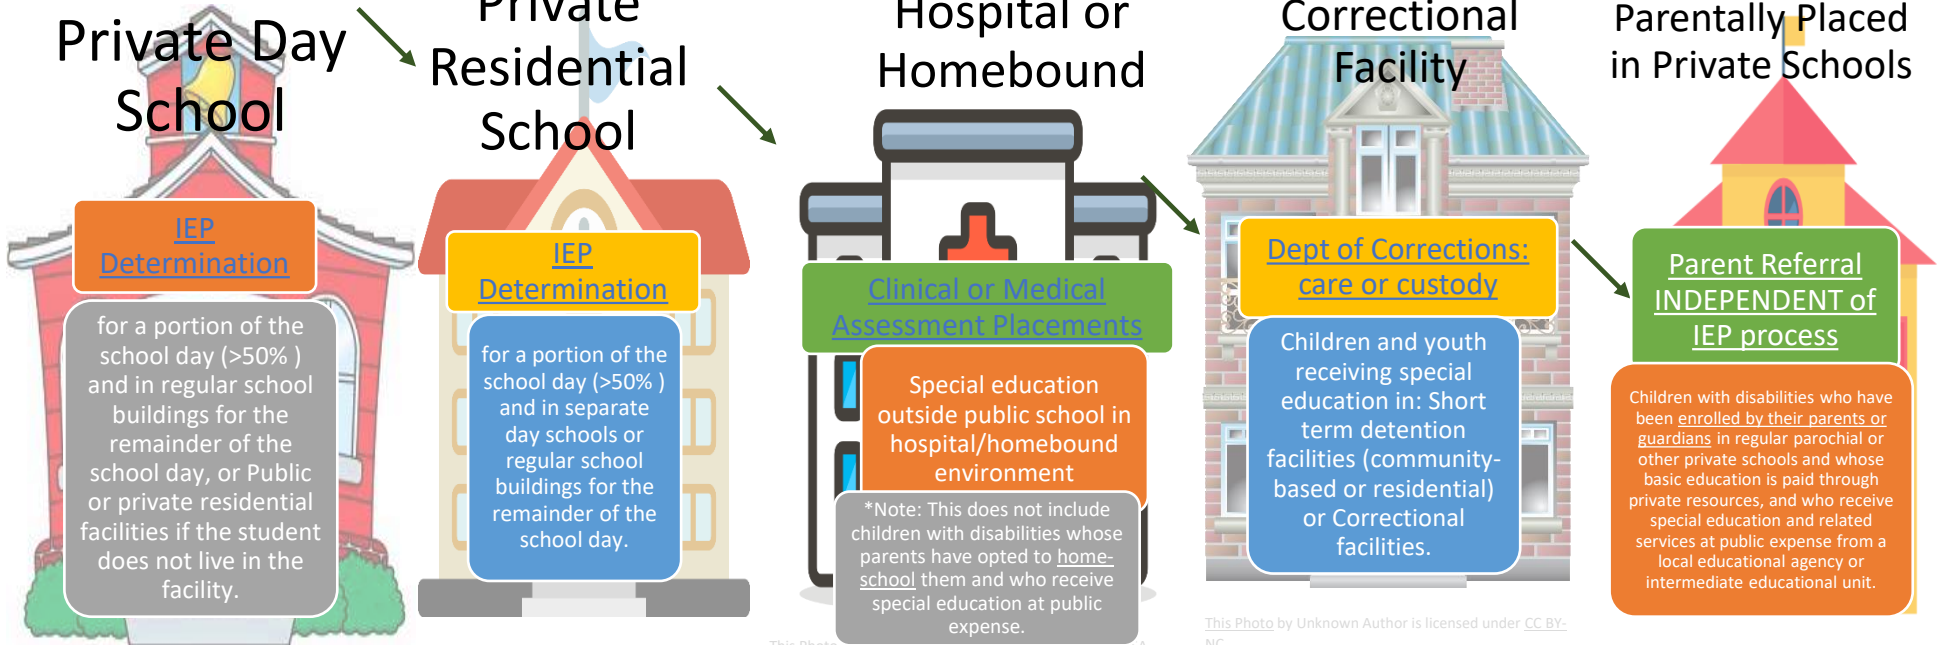 Private Day
School
IEP
Determination
for a portion of the
school day (>50% )
and in regular school
buildings for the
remainder of the
school day, or Public
or private residential
facilities if the student
does not live in the
facility.
Private
Residential
School
IEP
Determination
for a portion of the
school day (>50% )
and in separate
day schools or
regular school
buildings for the
remainder of the
school day.
Hospital or
Homebound
Clinical or Medical
Assessment Placements
Special education
outside public school in
hospital/homebound
environment
*Note: This does not include
children with disabilities whose
parents have opted to home-
school them and who receive
special education at public
expense.
This Photo
Correctional
Facility
Dept of Corrections:
care or custody
Children and youth
receiving special
education in: Short
term detention
facilities (community-
based or residential)
or Correctional
facilities.
This Photo by Unknown Author is licensed under CC BY-
NC
Parentally Placed
in Private Schools
Parent Referral
INDEPENDENT of
IEP process
Children with disabilities who have
been enrolled by their parents or
guardians in regular parochial or
other private schools and whose
basic education is paid through
private resources, and who receive
special education and related
services at public expense from a
local educational agency or
intermediate educational unit.